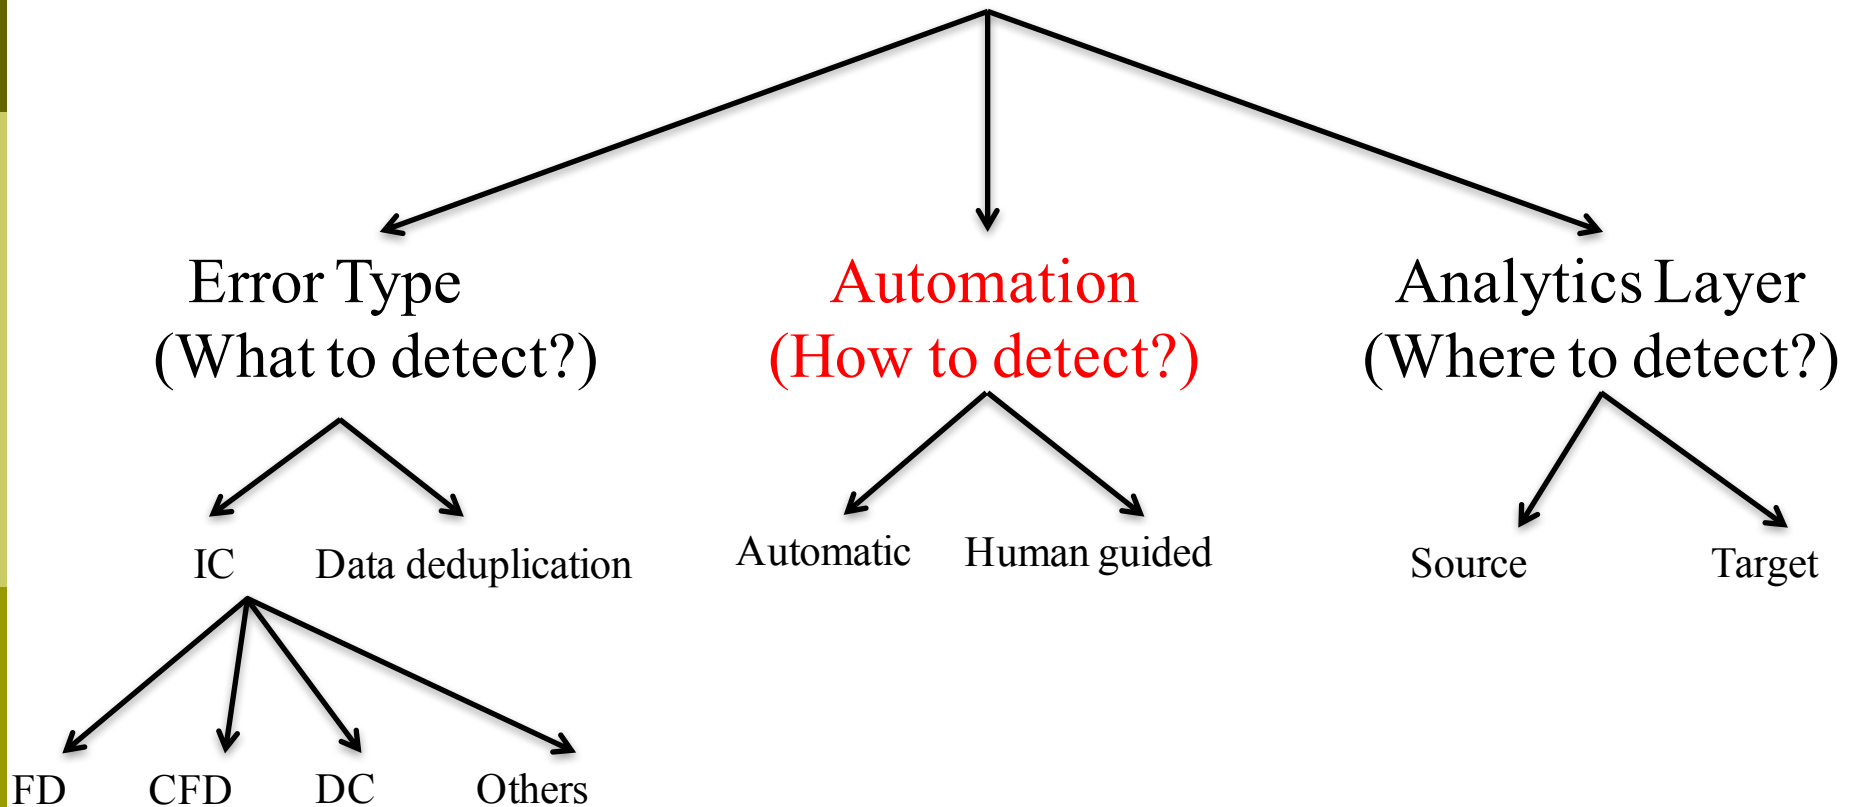 Error Type
(What to detect?)
Automation
(How to detect?)
Analytics Layer
(Where to detect?)
IC
Data deduplication
Automatic
Human guided
Source
Target
FD
CFD
DC
Others